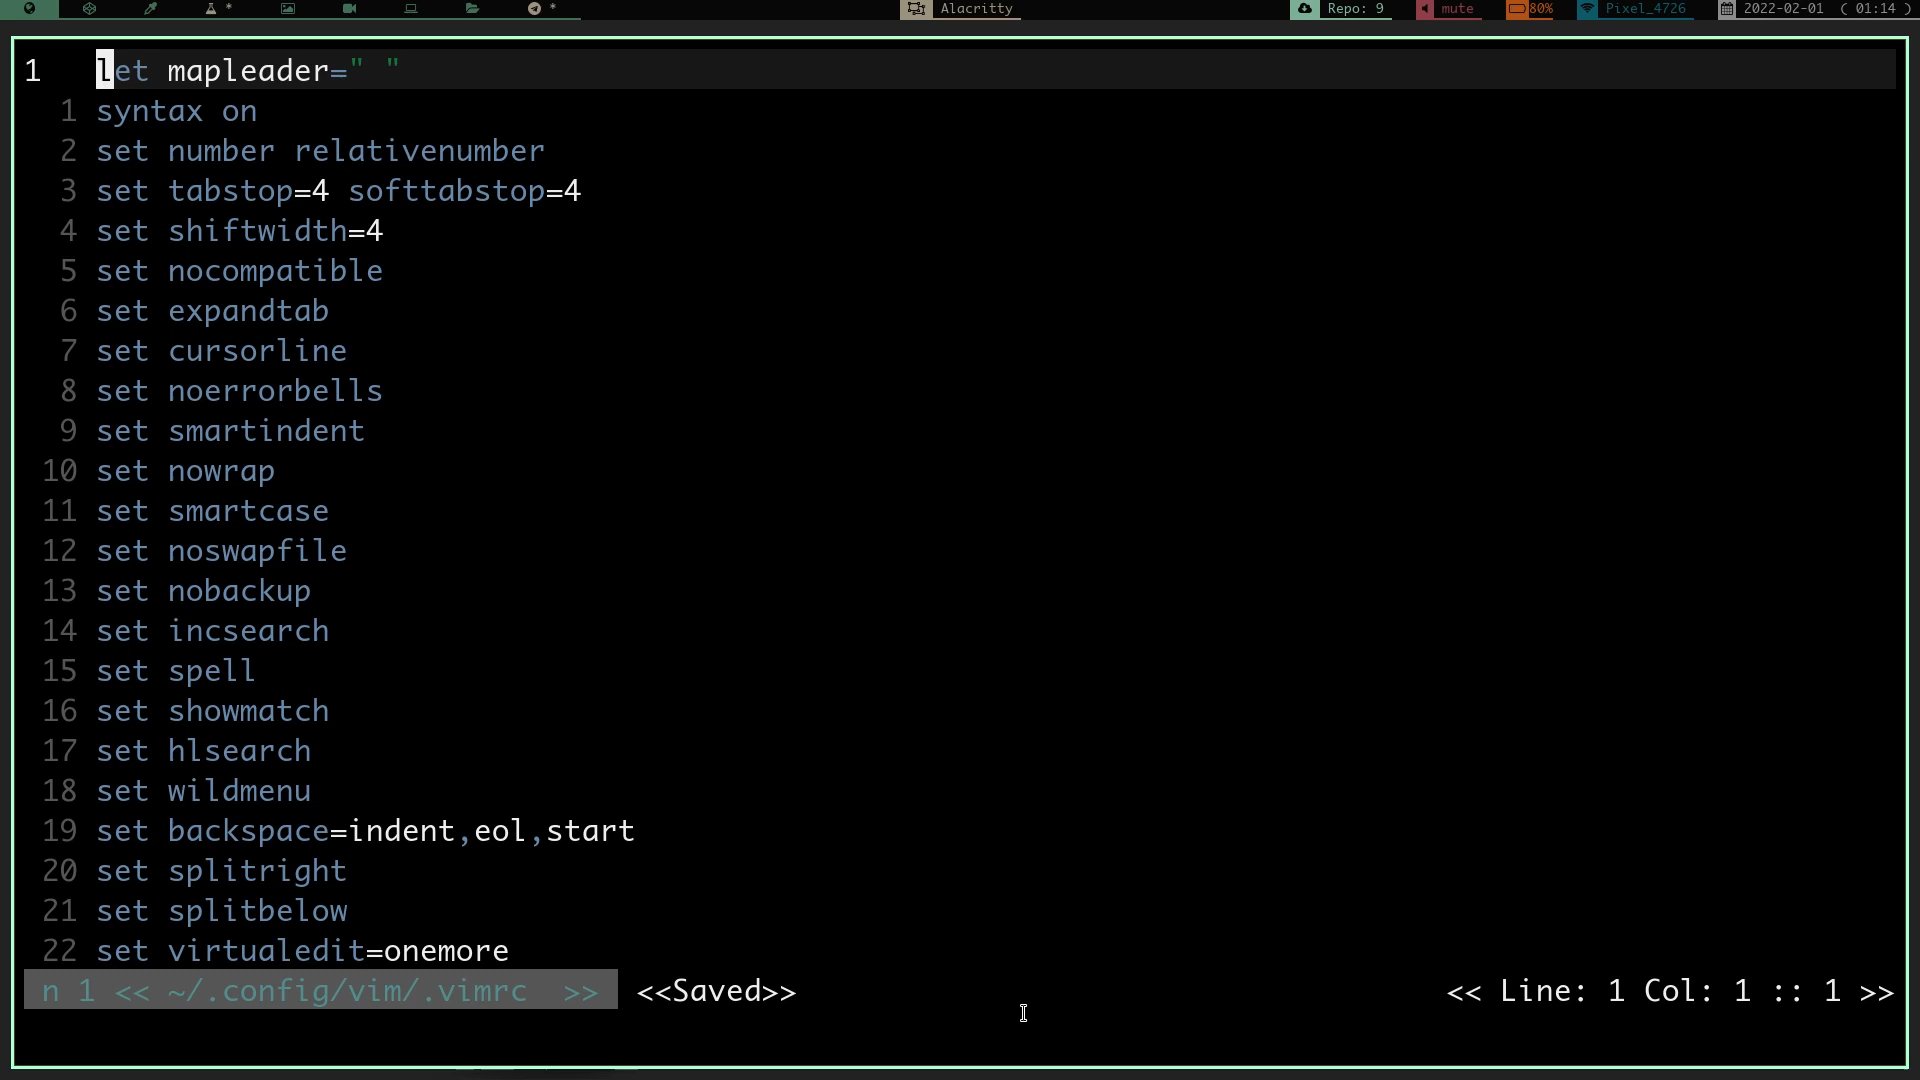 * Alacritty Repo: 9 mute 80% Pixel_4726 2022-02-01 ( 01:14 )
*
1 let mapleader=" "
1 syntax on
2 set number relativenumber
3 set tabstop=4 softtabstop=4
4 set shiftwidth=4
5 set nocompatible
6 set expandtab
7 set cursorline
8 set noerrorbells
9 set smartindent
10 set nowrap
11 set smartcase
12 set noswapfile
13 set nobackup
14 set incsearch
15 set spell
16 set showmatch
17 set hlsearch
18 set wildmenu
19 set backspace=indent,eol,start
20 set splitright
21 set splitbelow
22 set virtualedit=onemore
n 1 << ~/.config/vim/.vimrc >> <<Saved>> << Line: 1 Col: 1 :: 1 >>